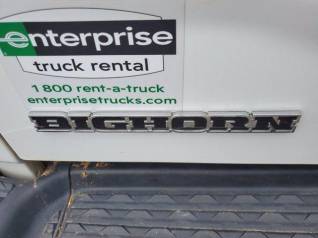 enterprise
truck rental
1 800 rent-a-truck
enterprisetrucks.com
BIGHORN